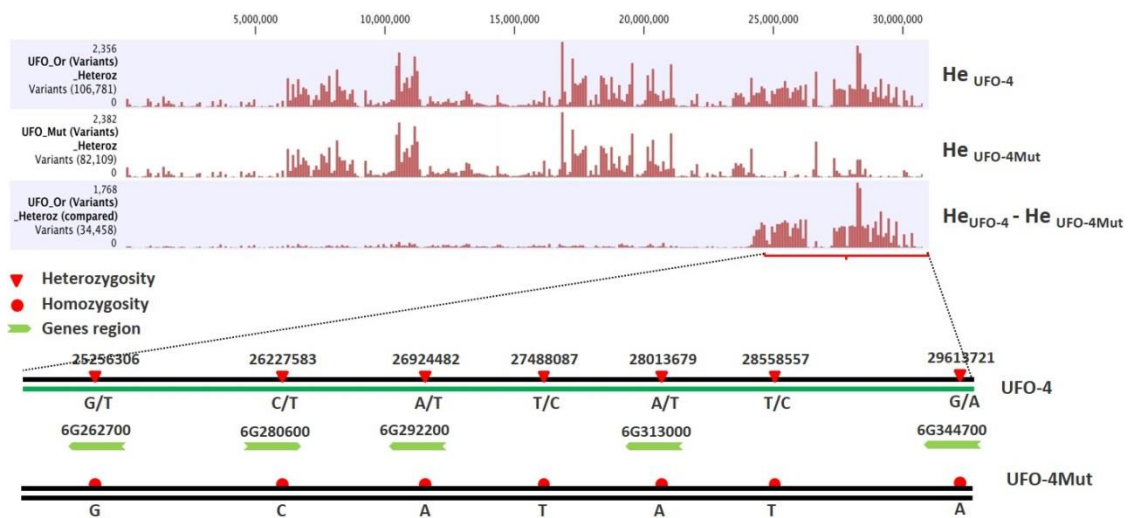 5,000,000 10,000,000 15,000,000 20,000,000 25,000,000 30,000,000
2,356
UFO_Or (Variants)
_Heteroz
Variants (106,781)
0
He UFO-4
2,382
UFO_Mut (Variants)
_Heteroz
Variants (82,109)
0
He UFO-4Mut
1,768
UFO_Or (Variants)
_Heteroz (compared)
Variants (34,458)
0
HeUFO-4 - He UFO-4Mut
Heterozygosity
Homozygosity
Genes region
25256306 26227583 26924482 27488087 28013679 28558557 29613721
UFO-4
G/T C/T A/T T/C A/T T/C G/A
6G262700 6G280600 6G292200 6G313000 6G344700
UFO-4Mut
G C A T A T A